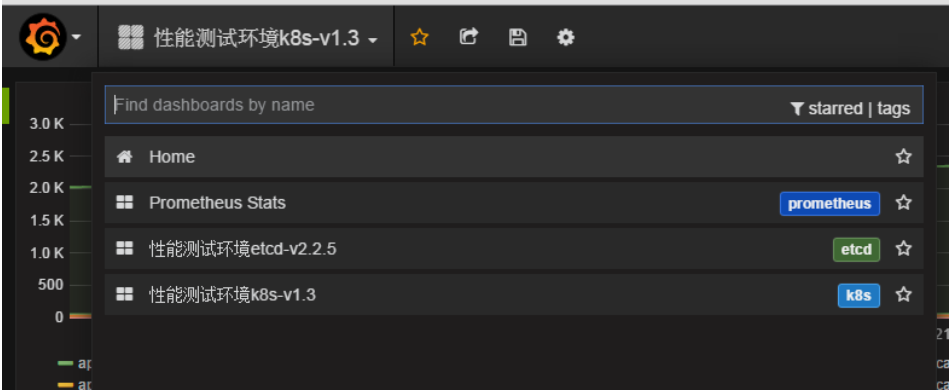 性能测试环境k8s-v1.3
Find dashboards by name
starred | tags
3.0 K
2.5 K
2.0 K
1.5 K
1.0 K
500
0
Home
Prometheus Stats
prometheus
性能测试环境etcd-v2.2.5
etcd
性能测试环境k8s-v1.3
k8s